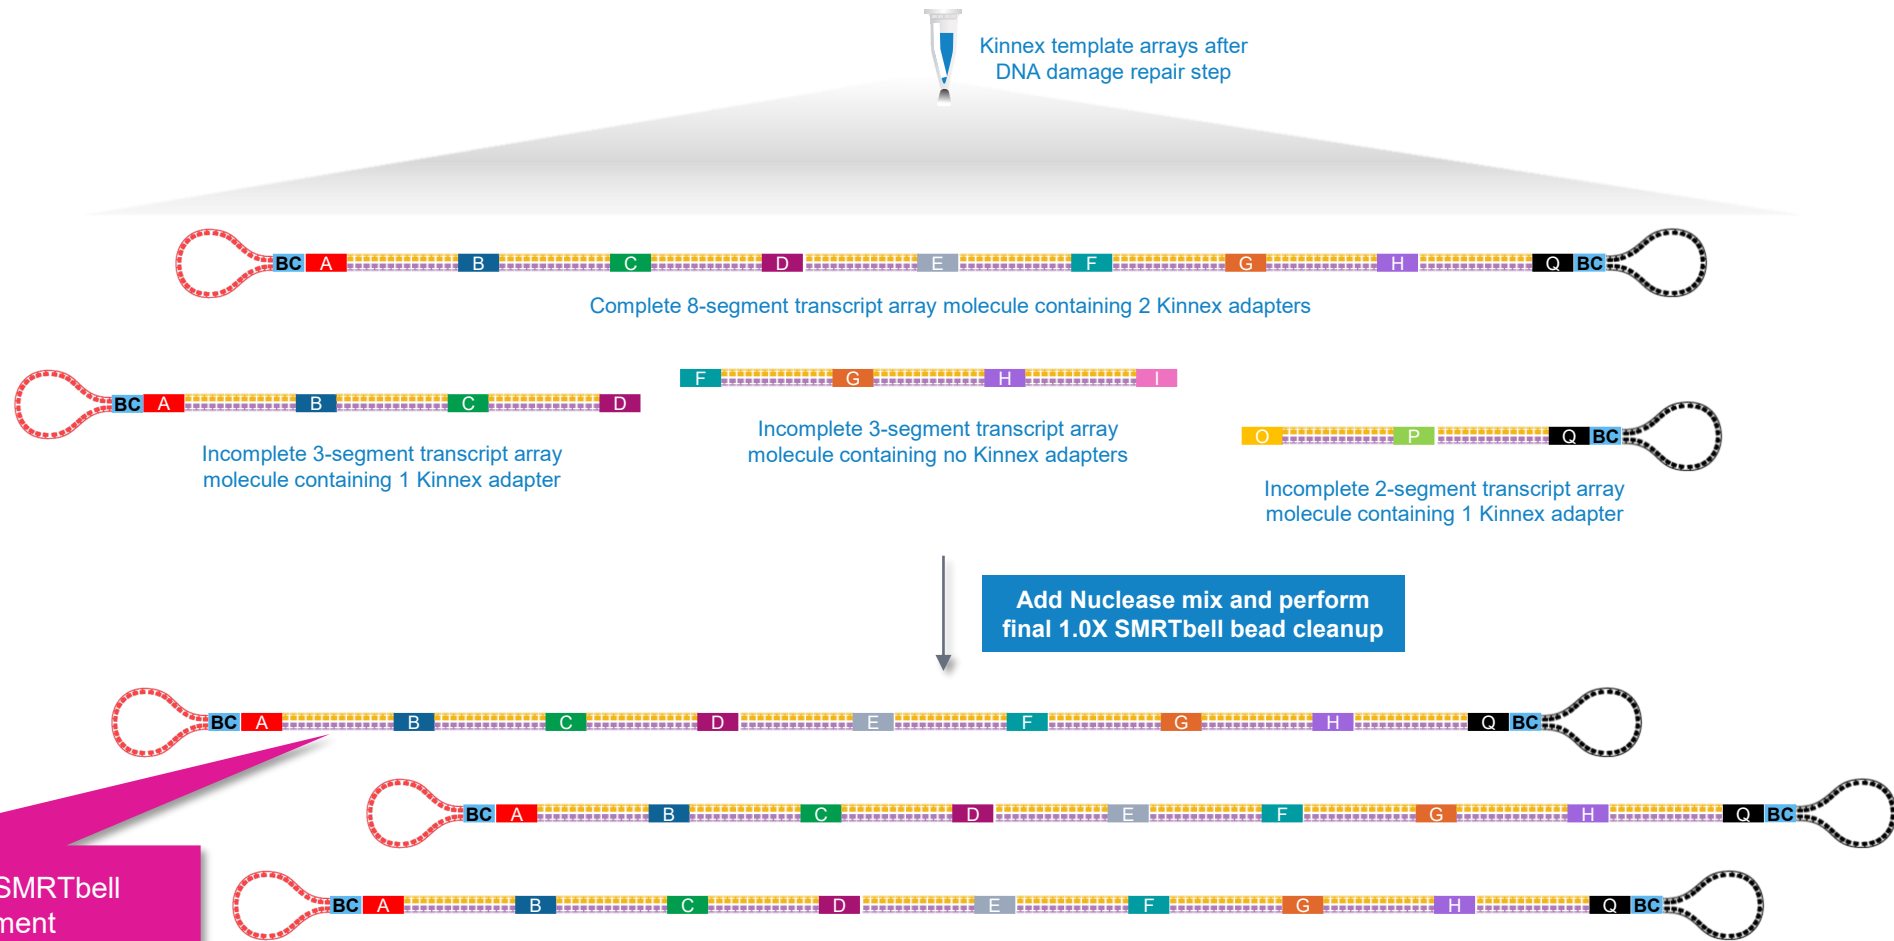 Kinnex template arrays after
DNA damage repair step
BC A B C D E F G H Q BC
Complete 8-segment transcript array molecule containing 2 Kinnex adapters
F G H I
BC A B C D
O P Q BC
Incomplete 3-segment transcript array
molecule containing no Kinnex adapters
Incomplete 3-segment transcript array
molecule containing 1 Kinnex adapter
Incomplete 2-segment transcript array
molecule containing 1 Kinnex adapter
Add Nuclease mix and perform
final 1.0X SMRTbell bead cleanup
BC A B C D E F G H Q BC
BC A B C D E F G H Q BC
SMRTbell
BC A B C D E F G H Q BC